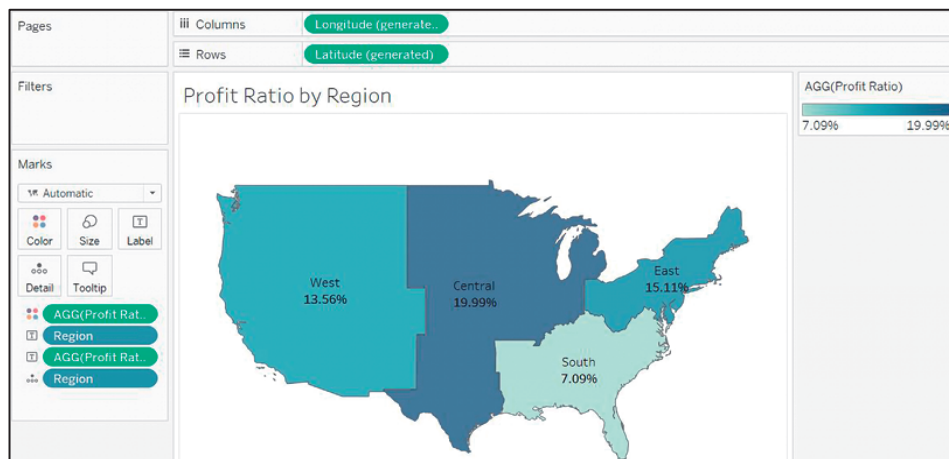 Pages
Columns
Longitude (generate..
Rows
Latitude (generated)
Filters
Profit Ratio by Region
AGG(Profit Ratio)
7.09% 19.99%
Marks
Automatic
Color Size Label
Detail Tooltip
AGG(Profit Rat..
Region
AGG(Profit Rat..
Region
West
13.56%
Central
19.99%
East
15.11%
South
7.09%